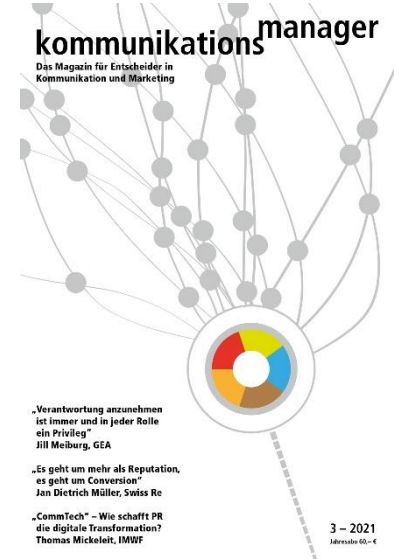 kommunikationsmanager
Das Magazin für Entscheider in
Kommunikation und Marketing
„Verantwortung anzunehmen
ist immer und in jeder Rolle
ein Privileg“
Jill Meiburg, GEA
„Es geht um mehr als Reputation,
es geht um Conversion“
Jan Dietrich Müller, Swiss Re
„CommTech“ – Wie schafft PR
die digitale Transformation?
Thomas Mickeleit, IMWF
3 – 2021
Jahresabo 60,– €